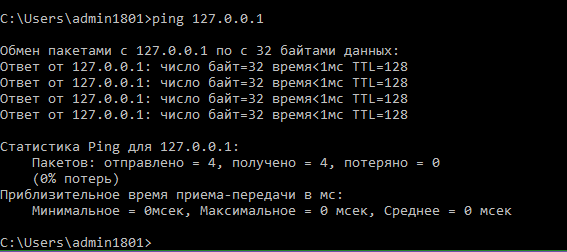 C:\Users\admin1801>ping 127.0.0.1
Обмен пакетами с 127.0.0.1 по с 32 байтами данных:
Ответ от 127.0.0.1: число байт=32 время<1мс TTL=128
Ответ от 127.0.0.1: число байт=32 время<1мс TTL=128
Ответ от 127.0.0.1: число байт=32 время<1мс TTL=128
Ответ от 127.0.0.1: число байт=32 время<1мс TTL=128
Статистика Ping для 127.0.0.1:
Пакетов: отправлено = 4, получено = 4, потеряно = 0
(0% потерь)
Приблизительное время приема-передачи в мс:
Минимальное = 0мсек, Максимальное = 0 мсек, Среднее = 0 мсек
C:\Users\admin1801>